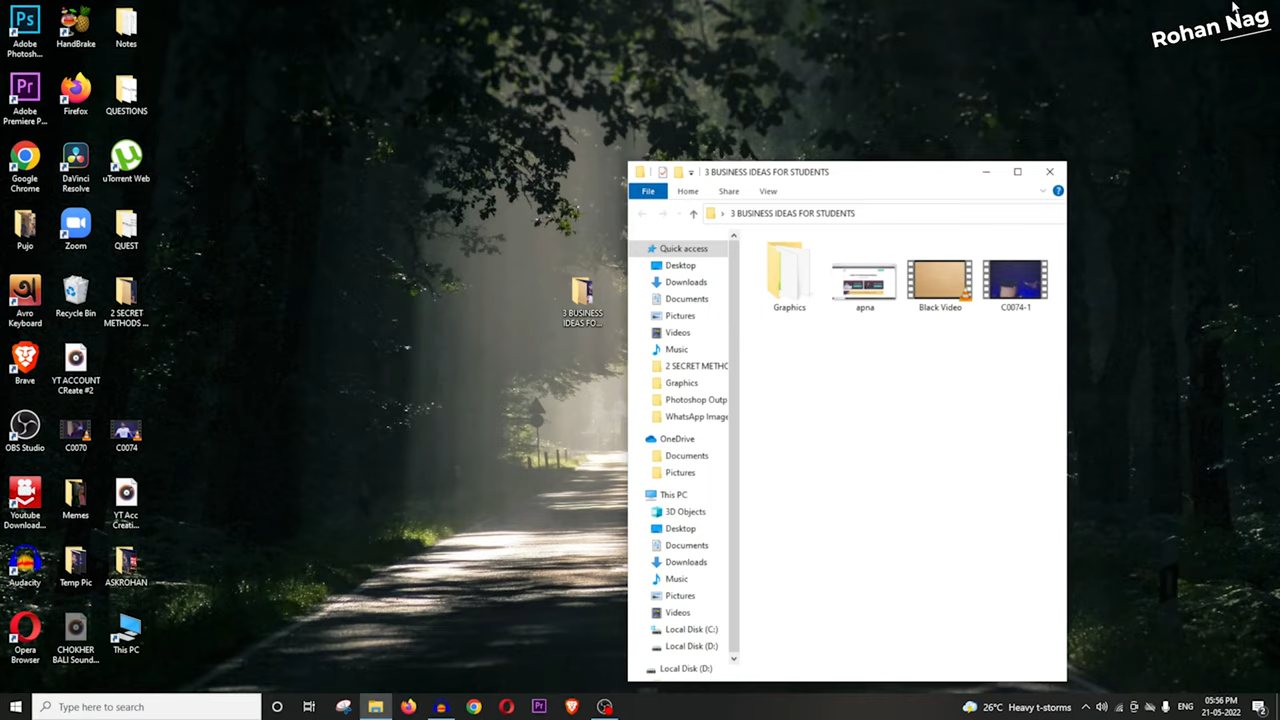 Rohan Nag
Adobe
Photosh...
HandBrake
Notes
Adobe
Premiere P...
Firefox
QUESTIONS
Google
Chrome
DaVinci
Resolve
uTorrent Web
Pujo
Zoom
QUEST
Avro
Keyboard
Recycle Bin
2 SECRET
METHODS ...
Brave
YT ACCOUNT
CReate #2
OBS Studio
C0070
C0074
Youtube
Download...
Memes
YT Acc
Creati...
Audacity
Temp Pic
ASKROHAN
Opera
Browser
CHOKHER
BALI Sound...
This PC
3 BUSINESS
IDEAS FO...
3 BUSINESS IDEAS FOR STUDENTS
File
Home
Share
View
3 BUSINESS IDEAS FOR STUDENTS
Quick access
Desktop
Downloads
Documents
Pictures
Videos
Music
2 SECRET METHO
Graphics
Photoshop Outp
WhatsApp Image
OneDrive
Documents
Pictures
This PC
3D Objects
Desktop
Documents
Downloads
Music
Pictures
Videos
Local Disk (C:)
Local Disk (D:)
Local Disk (D:)
Graphics
apna
Black Video
C0074-1
Type here to search
26°C Heavy t-storms
ENG
05:56 PM
21-05-2022
2